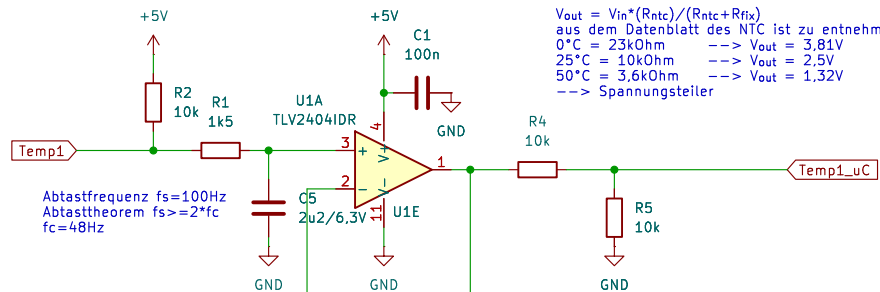 +5V
+5V
C1
100n
GND
Vout = Vin*(Rntc)/(Rntc+Rfix)
aus dem Datenblatt des NTC ist zu entnehm
0°C = 23kOhm --> Vout = 3,81V
25°C = 10kOhm --> Vout = 2,5V
50°C = 3,6kOhm --> Vout = 1,32V
--> Spannungsteiler
R2
10k
R1
1k5
U1A
TLV2404IDR
Temp1
3
+
2
-
4
V+
V-
11
1
U1E
R4
10k
Temp1_uC
R5
10k
GND
Abtastfrequenz fs=100Hz
Abtasttheorem fs>=2*fc
fc=48Hz
C5
2u2/6,3V
GND
GND